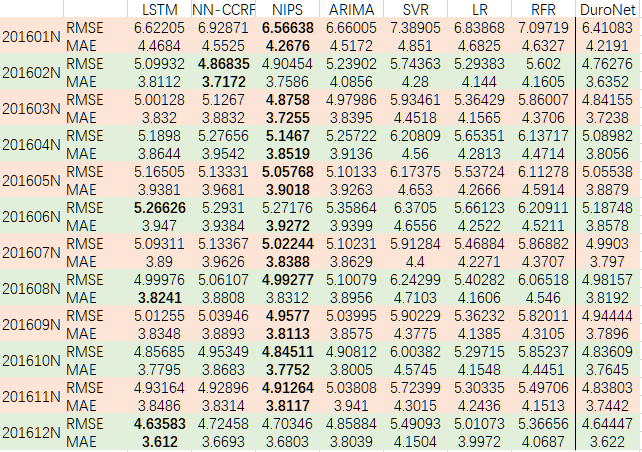 LSTM NN-CCRF NIPS ARIMA SVR LR RFR DuroNet
201601N RMSE 6.62205 6.92871 6.56638 6.66005 7.38905 6.83868 7.09719 6.41083
MAE 4.4684 4.5525 4.2676 4.5172 4.851 4.6825 4.6327 4.2191
201602N RMSE 5.09932 4.86835 4.90454 5.23902 5.74363 5.29383 5.602 4.76276
MAE 3.8112 3.7172 3.7586 4.0856 4.28 4.144 4.1605 3.6352
201603N RMSE 5.00128 5.1267 4.8758 4.97986 5.93461 5.36429 5.86007 4.84155
MAE 3.832 3.8832 3.7255 3.8395 4.4518 4.1565 4.3706 3.7238
201604N RMSE 5.1898 5.27656 5.1467 5.25722 6.20809 5.65351 6.13717 5.08982
MAE 3.8644 3.9542 3.8519 3.9136 4.56 4.2813 4.4714 3.8056
201605N RMSE 5.16505 5.13331 5.05768 5.10133 6.17375 5.53724 6.11278 5.05538
MAE 3.9381 3.9681 3.9018 3.9263 4.653 4.2666 4.5914 3.8879
201606N RMSE 5.26626 5.2931 5.27176 5.35864 6.3705 5.66123 6.20911 5.18748
MAE 3.947 3.9384 3.9272 3.9399 4.6556 4.2522 4.5211 3.8578
201607N RMSE 5.09311 5.13367 5.02244 5.10231 5.91284 5.46884 5.86882 4.9903
MAE 3.89 3.9626 3.8388 3.8629 4.4 4.2271 4.3707 3.797
201608N RMSE 4.99976 5.06107 4.99277 5.10079 6.24299 5.40282 6.06518 4.98157
MAE 3.8241 3.8808 3.8312 3.8956 4.7103 4.1606 4.546 3.8192
201609N RMSE 5.01255 5.03946 4.9577 5.03995 5.90229 5.36232 5.82011 4.94444
MAE 3.8348 3.8893 3.8113 3.8575 4.3775 4.1385 4.3105 3.7896
201610N RMSE 4.85685 4.95349 4.84511 4.90812 6.00382 5.29715 5.85237 4.83609
MAE 3.7795 3.8683 3.7752 3.8005 4.5745 4.1548 4.4451 3.7645
201611N RMSE 4.93164 4.92896 4.91264 5.03808 5.72399 5.30335 5.49706 4.83803
MAE 3.8486 3.8314 3.8117 3.941 4.3015 4.2436 4.1513 3.7442
201612N RMSE 4.63583 4.72458 4.70346 4.85884 5.49093 5.01073 5.36656 4.64447
MAE 3.612 3.6693 3.6803 3.8039 4.1504 3.9972 4.0687 3.622